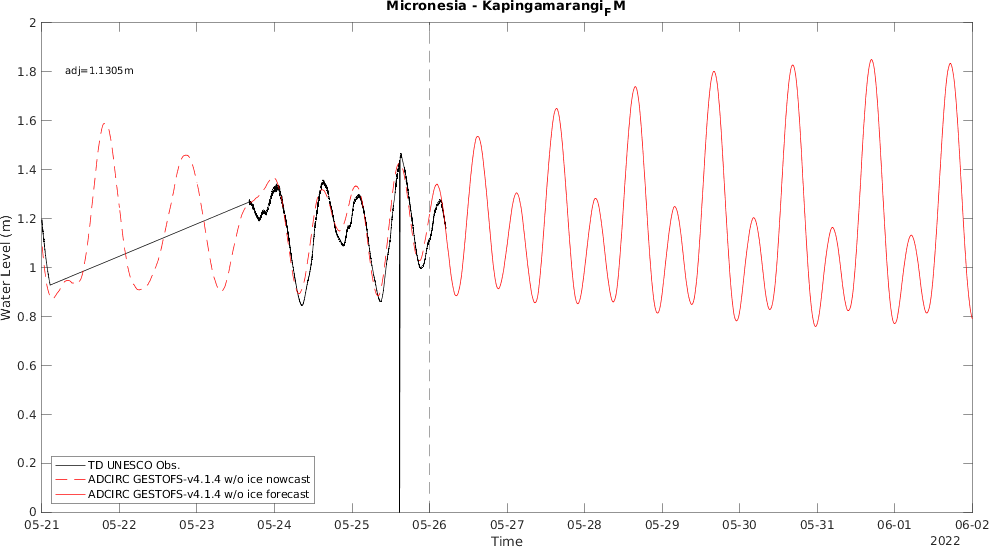 Micronesia - Kapingamarangi_FM
adj=1.1305m
Water Level (m)
2
1.8
1.6
1.4
1.2
1
0.8
0.6
0.4
0.2
0
TD UNESCO Obs.
ADCIRC GESTOFS-v4.1.4 w/o ice nowcast
ADCIRC GESTOFS-v4.1.4 w/o ice forecast
05-21 05-22 05-23 05-24 05-25 05-26 05-27 05-28 05-29 05-30 05-31 06-01 06-02
Time
2022